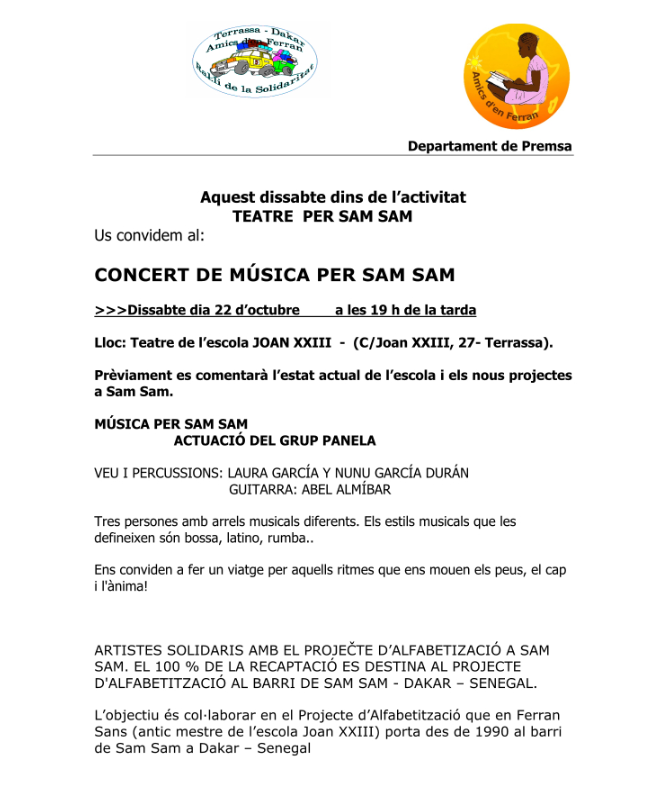 Terrassa - Dakar
Amics d'en Ferran
Ral·li de la Solidaritat
Amics d'en Ferran
Departament de Premsa
Aquest dissabte dins de l’activitat
TEATRE PER SAM SAM
Us convidem al:
CONCERT DE MÚSICA PER SAM SAM
>>>Dissabte dia 22 d’octubre a les 19 h de la tarda
Lloc: Teatre de l’escola JOAN XXIII - (C/Joan XXIII, 27- Terrassa).
Prèviament es comentarà l’estat actual de l’escola i els nous projectes
a Sam Sam.
MÚSICA PER SAM SAM
ACTUACIÓ DEL GRUP PANELA
VEU I PERCUSSIONS: LAURA GARCÍA Y NUNU GARCÍA DURÁN
GUITARRA: ABEL ALMÍBAR
Tres persones amb arrels musicals diferents. Els estils musicals que les
defineixen són bossa, latino, rumba..
Ens conviden a fer un viatge per aquells ritmes que ens mouen els peus, el cap
i l'ànima!
ARTISTES SOLIDARIS AMB EL PROJEČTE D’ALFABETIZACIÓ A SAM
SAM. EL 100 % DE LA RECAPTACIÓ ES DESTINA AL PROJECTE
D'ALFABETITZACIÓ AL BARRI DE SAM SAM - DAKAR – SENEGAL.
L’objectiu és col·laborar en el Projecte d’Alfabetització que en Ferran
Sans (antic mestre de l’escola Joan XXIII) porta des de 1990 al barri
de Sam Sam a Dakar – Senegal